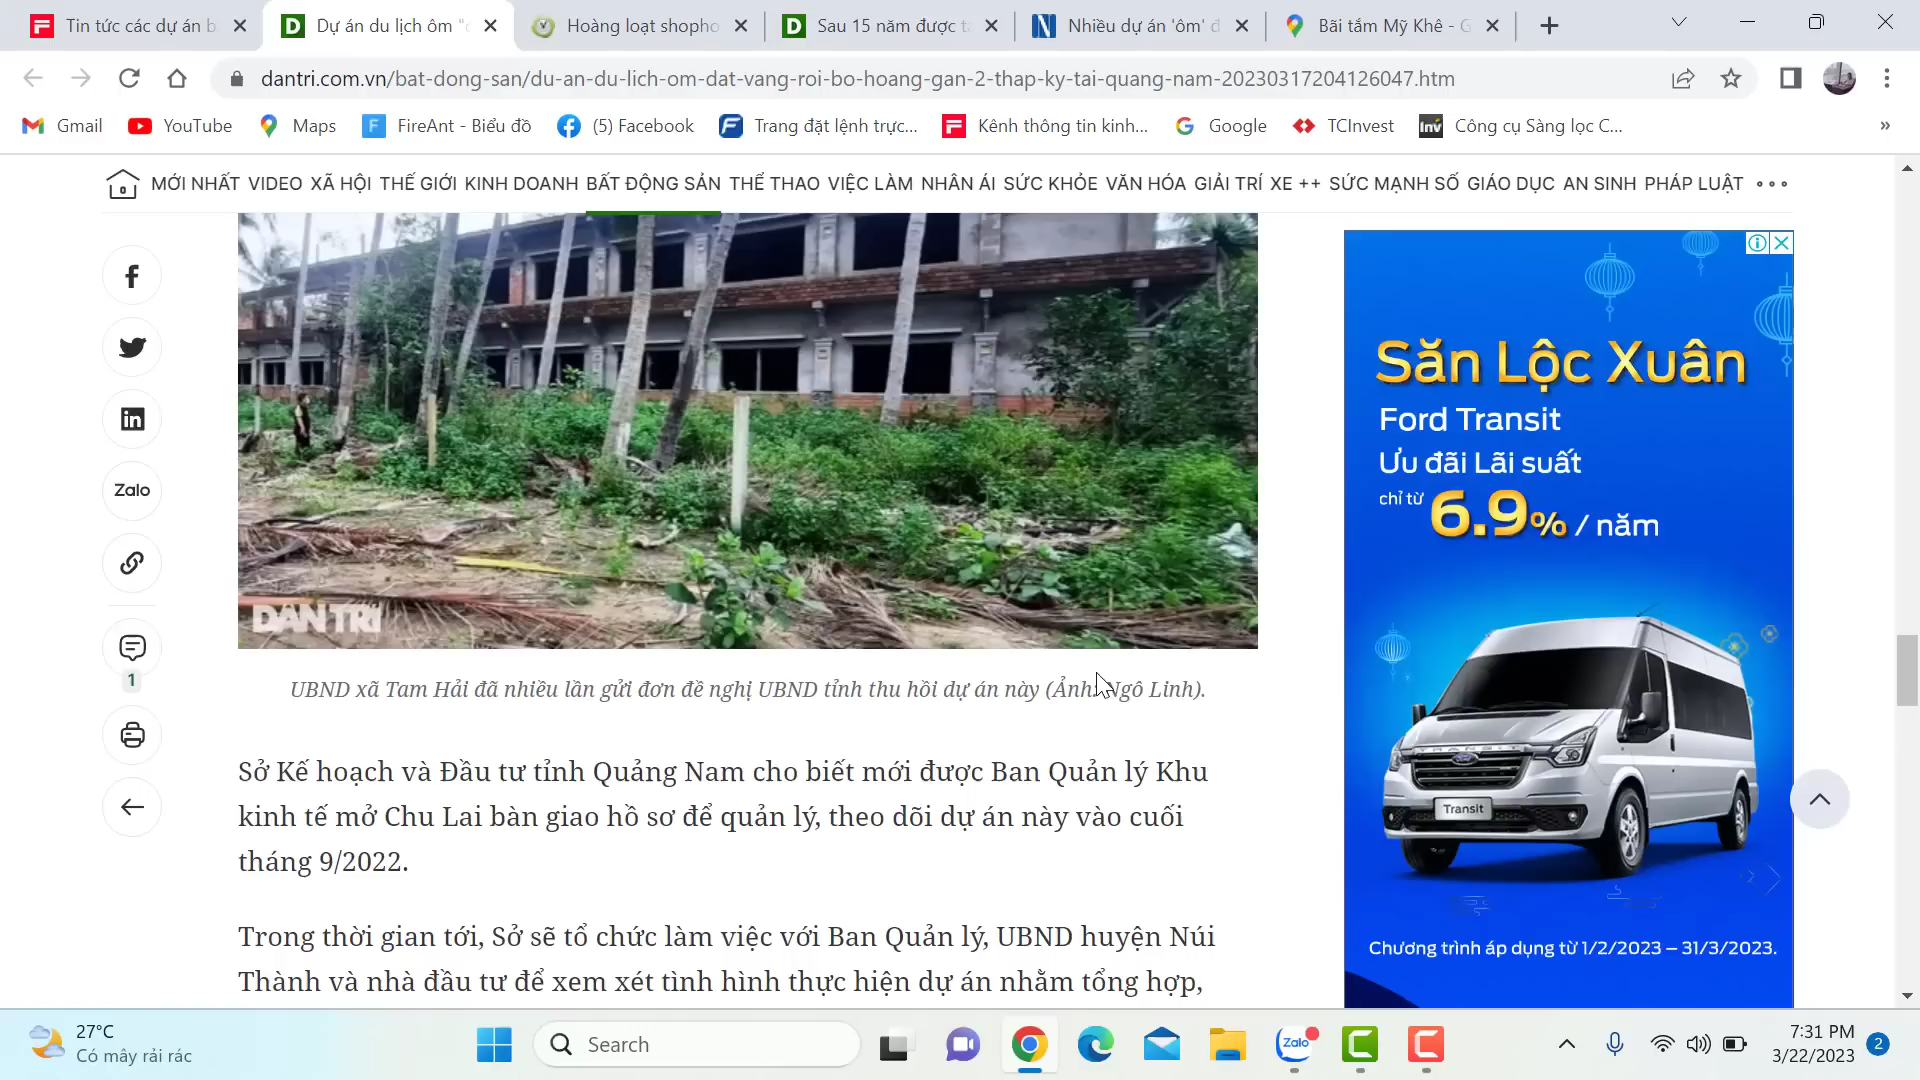 Tin tức các dự án b
Dự án du lịch ôm "đ
Hoàng loạt shopho
Sau 15 năm được t
Nhiều dự án 'ôm' đ
Bãi tắm Mỹ Khê - G
dantri.com.vn/bat-dong-san/du-an-du-lich-om-dat-vang-roi-bo-hoang-gan-2-thap-ky-tai-quang-nam-20230317204126047.htm
Gmail
YouTube
Maps
FireAnt - Biểu đồ
(5) Facebook
Trang đặt lệnh trực...
Kênh thông tin kinh...
Google
TCInvest
Công cụ Sàng lọc C...
MỚI NHẤT VIDEO XÃ HỘI THẾ GIỚI KINH DOANH BẤT ĐỘNG SẢN THỂ THAO VIỆC LÀM NHÂN ÁI SỨC KHỎE VĂN HÓA GIẢI TRÍ XE ++ SỨC MẠNH SỐ GIÁO DỤC AN SINH PHÁP LUẬT
Zalo
1
DÂN TRÍ
UBND xã Tam Hải đã nhiều lần gửi đơn đề nghị UBND tỉnh thu hồi dự án này (Ảnh: Ngô Linh).
Sở Kế hoạch và Đầu tư tỉnh Quảng Nam cho biết mới được Ban Quản lý Khu
kinh tế mở Chu Lai bàn giao hồ sơ để quản lý, theo dõi dự án này vào cuối
tháng 9/2022.
Trong thời gian tới, Sở sẽ tổ chức làm việc với Ban Quản lý, UBND huyện Núi
Thành và nhà đầu tư để xem xét tình hình thực hiện dự án nhằm tổng hợp,
Săn Lộc Xuân
Ford Transit
Ưu đãi Lãi suất
chỉ từ 6.9% / năm
TRANSIT
Ford
Transit
Chương trình áp dụng từ 1/2/2023 – 31/3/2023.
27°C
Có mây rải rác
Search
Zalo
7:31 PM
3/22/2023
2